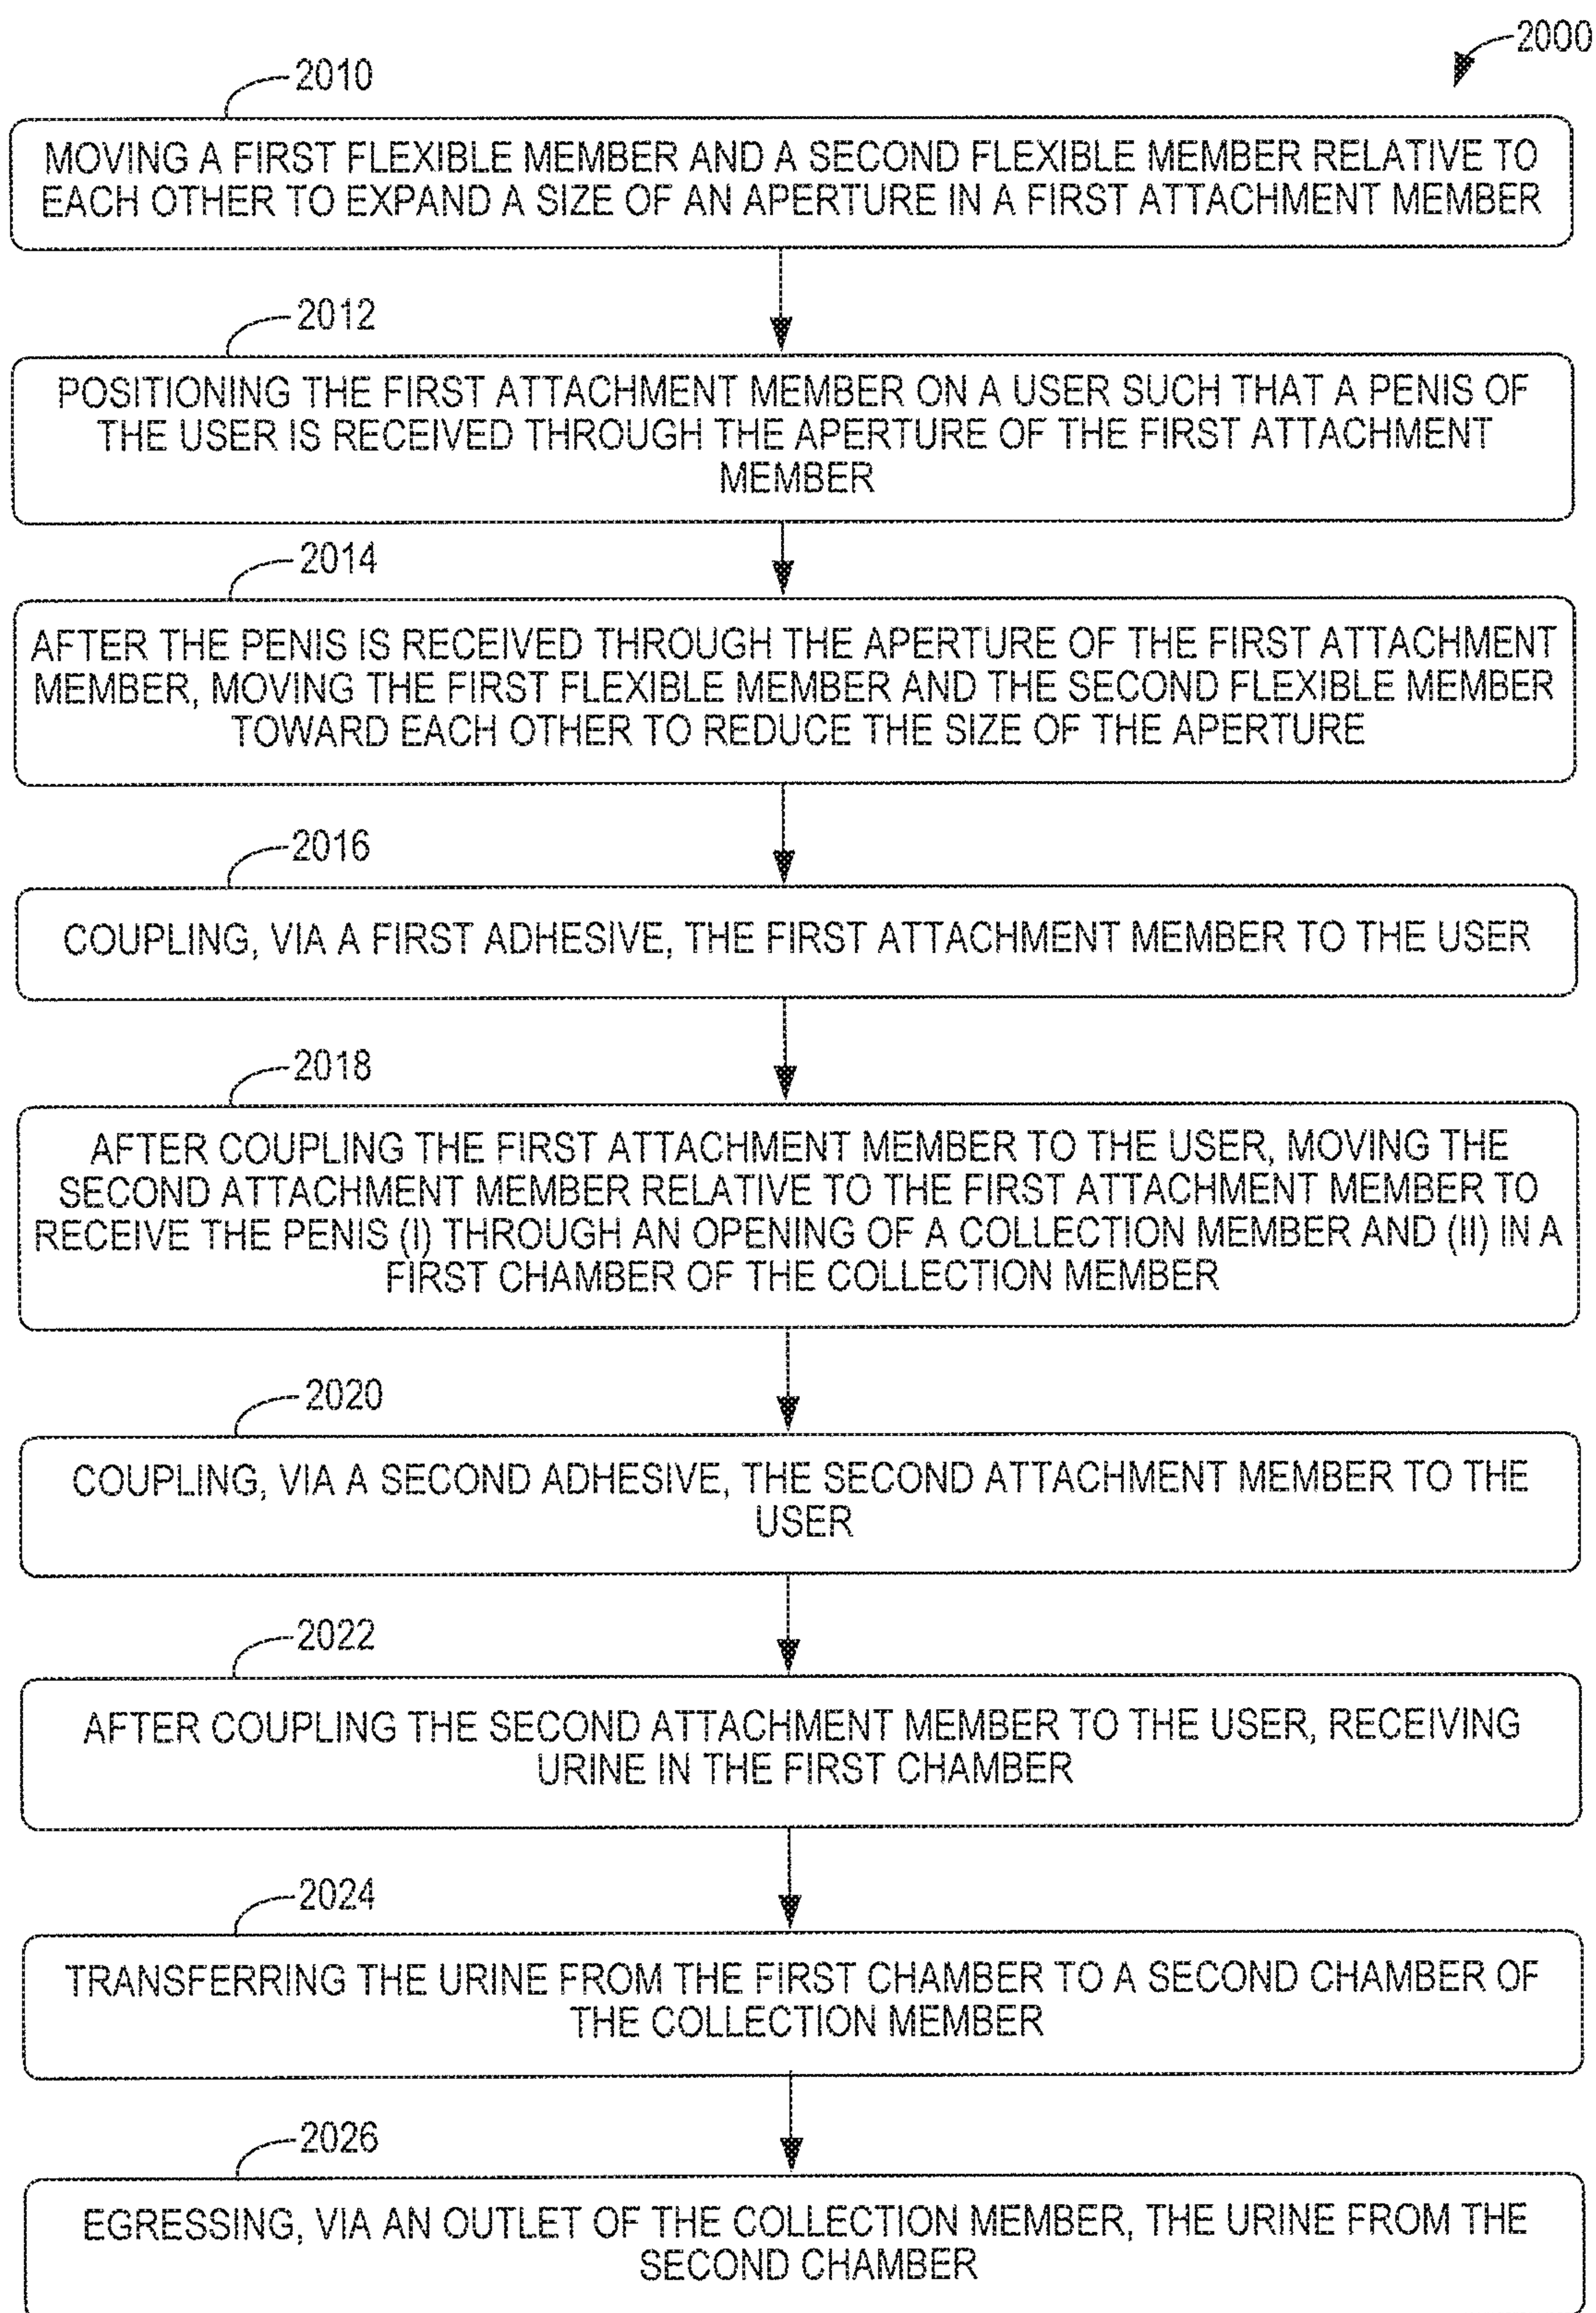 2000
2010
MOVING A FIRST FLEXIBLE MEMBER AND A SECOND FLEXIBLE MEMBER RELATIVE TO
EACH OTHER TO EXPAND A SIZE OF AN APERTURE IN A FIRST ATTACHMENT MEMBER
2012
POSITIONING THE FIRST ATTACHMENT MEMBER ON A USER SUCH THAT A PENIS OF
THE USER IS RECEIVED THROUGH THE APERTURE OF THE FIRST ATTACHMENT
MEMBER
2014
AFTER THE PENIS IS RECEIVED THROUGH THE APERTURE OF THE FIRST ATTACHMENT
MEMBER, MOVING THE FIRST FLEXIBLE MEMBER AND THE SECOND FLEXIBLE MEMBER
TOWARD EACH OTHER TO REDUCE THE SIZE OF THE APERTURE
2016
COUPLING, VIA A FIRST ADHESIVE, THE FIRST ATTACHMENT MEMBER TO THE USER
2018
AFTER COUPLING THE FIRST ATTACHMENT MEMBER TO THE USER, MOVING THE
SECOND ATTACHMENT MEMBER RELATIVE TO THE FIRST ATTACHMENT MEMBER TO
RECEIVE THE PENIS (I) THROUGH AN OPENING OF A COLLECTION MEMBER AND (II) IN A
FIRST CHAMBER OF THE COLLECTION MEMBER
2020
COUPLING, VIA A SECOND ADHESIVE, THE SECOND ATTACHMENT MEMBER TO THE
USER
2022
AFTER COUPLING THE SECOND ATTACHMENT MEMBER TO THE USER, RECEIVING
URINE IN THE FIRST CHAMBER
2024
TRANSFERRING THE URINE FROM THE FIRST CHAMBER TO A SECOND CHAMBER OF
THE COLLECTION MEMBER
2026
EGRESSING, VIA AN OUTLET OF THE COLLECTION MEMBER, THE URINE FROM THE
SECOND CHAMBER